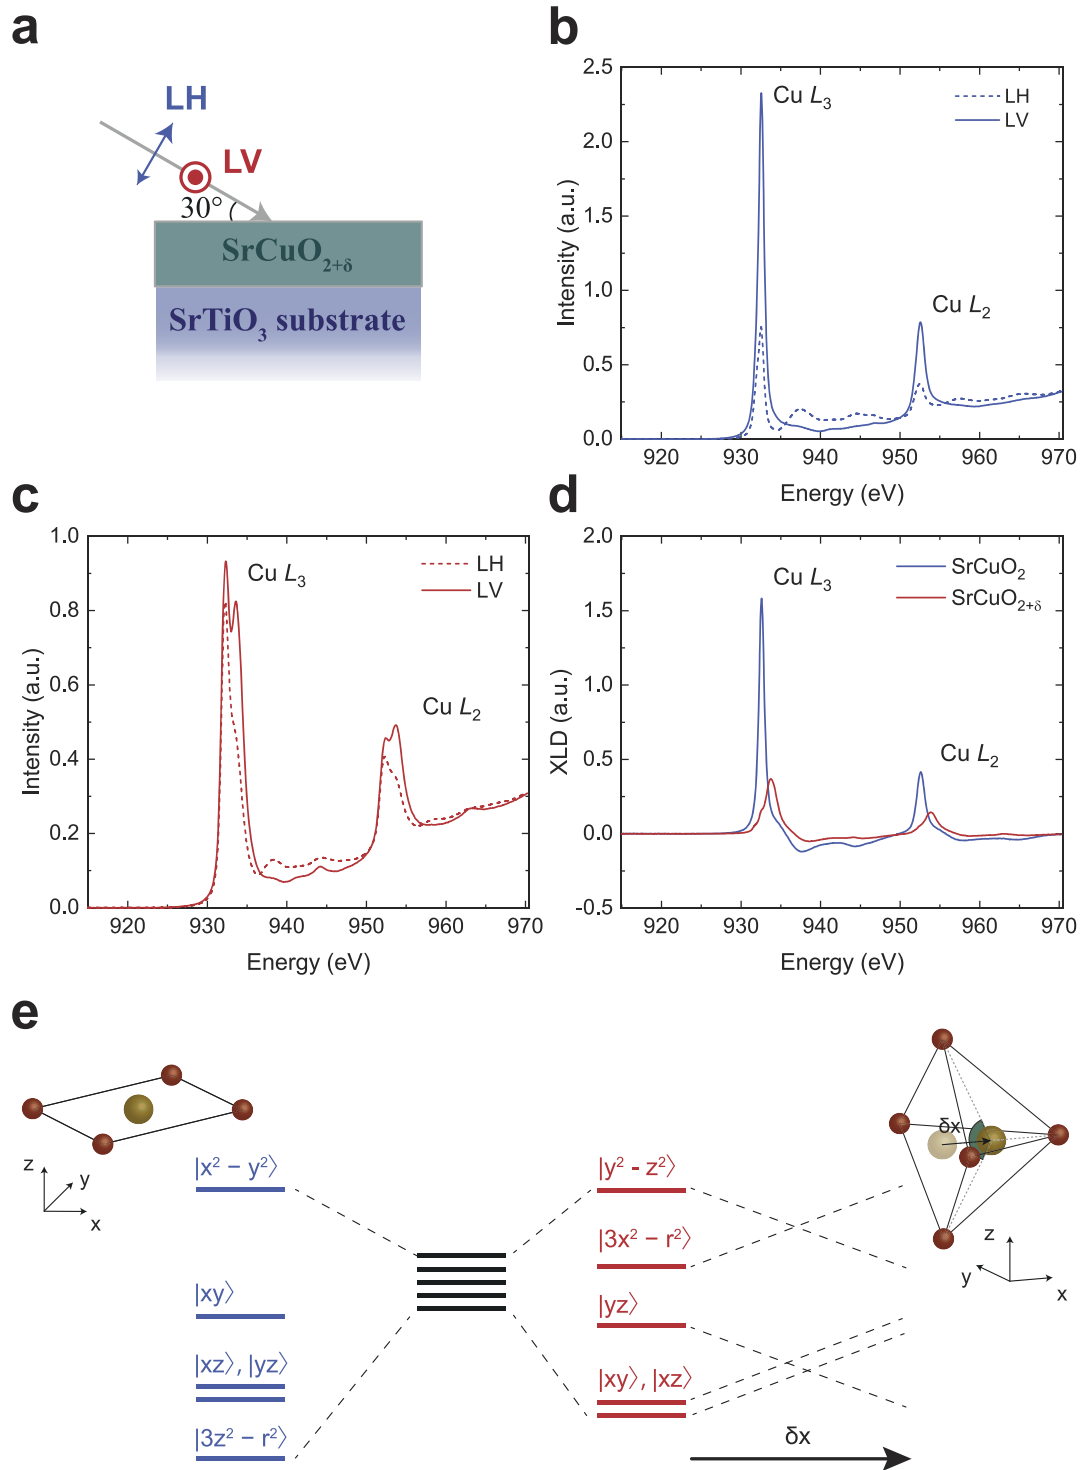 a
LH
LV
30°
SrCuO2+δ
SrTiO3 substrate
b
2.5
2.0
1.5
1.0
0.5
0.0
Intensity (a.u.)
Cu L3
Cu L2
LH
LV
920 930 940 950 960 970
Energy (eV)
c
1.0
0.8
0.6
0.4
0.2
0.0
Intensity (a.u.)
Cu L3
Cu L2
LH
LV
920 930 940 950 960 970
Energy (eV)
d
2.0
1.5
1.0
0.5
0.0
-0.5
XLD (a.u.)
Cu L3
Cu L2
SrCuO2
SrCuO2+δ
920 930 940 950 960 970
Energy (eV)
e
z
y
x
|x² − y²⟩
|xy⟩
|xz⟩, |yz⟩
|3z² − r²⟩
|y² - z²⟩
|3x² − r²⟩
|yz⟩
|xy⟩, |xz⟩
δx
z
y
x
δx